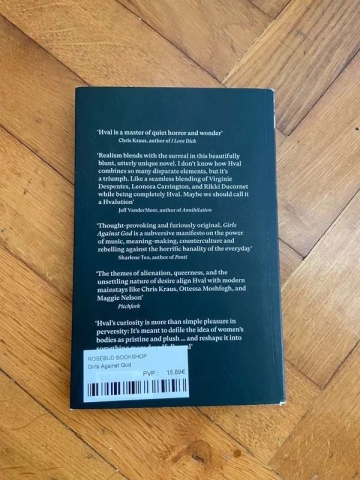 'Hval is a master of quiet horror and wonder'
Chris Kraus, author of I Love Dick
'Realism blends with the surreal in this beautifully
blunt, utterly unique novel. I don't know how Hval
combines so many disparate elements, but it's
a triumph. Like a seamless blending of Virginie
Despentes, Leonora Carrington, and Rikki Ducornet
while being completely Hval. Maybe we should call it
a Hvalution'
Jeff VanderMeer, author of Annihilation
'Thought-provoking and furiously original, Girls
Against God is a subversive manifesto on the power
of music, meaning-making, counterculture and
rebelling against the horrific banality of the everyday'
Sharlene Teo, author of Ponti
'The themes of alienation, queerness, and the
unsettling nature of desire align Hval with modern
mainstays like Chris Kraus, Ottessa Moshfegh, and
Maggie Nelson'
Pitchfork
'Hval's curiosity is more than simple pleasure in
perversity: It's meant to defile the idea of women's
bodies as pristine and plush ... and reshape it into
something more
ROSEBUD BOOKSHOP
Girls Against God
PVP: 15.89€